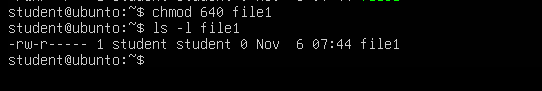 student@ubunto:~$ chmod 640 file1
student@ubunto:~$ ls -l file1
-rw-r----- 1 student student 0 Nov  6 07:44 file1
student@ubunto:~$